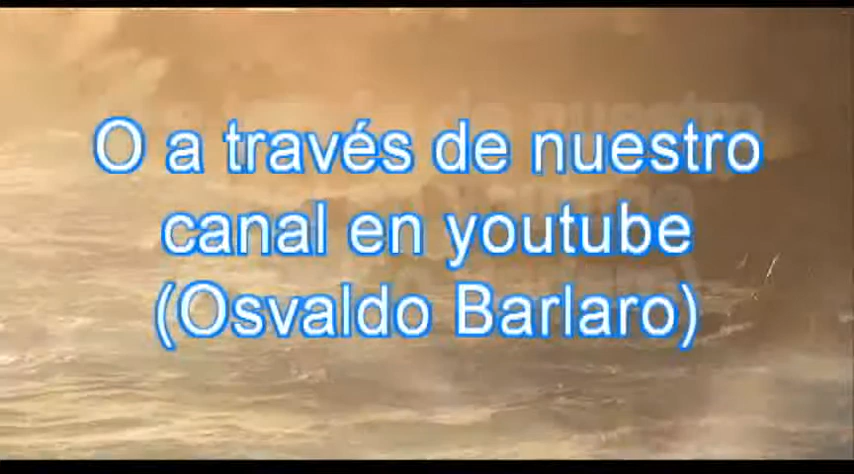 O a través de nuestro
canal en youtube
(Osvaldo Barlaro)